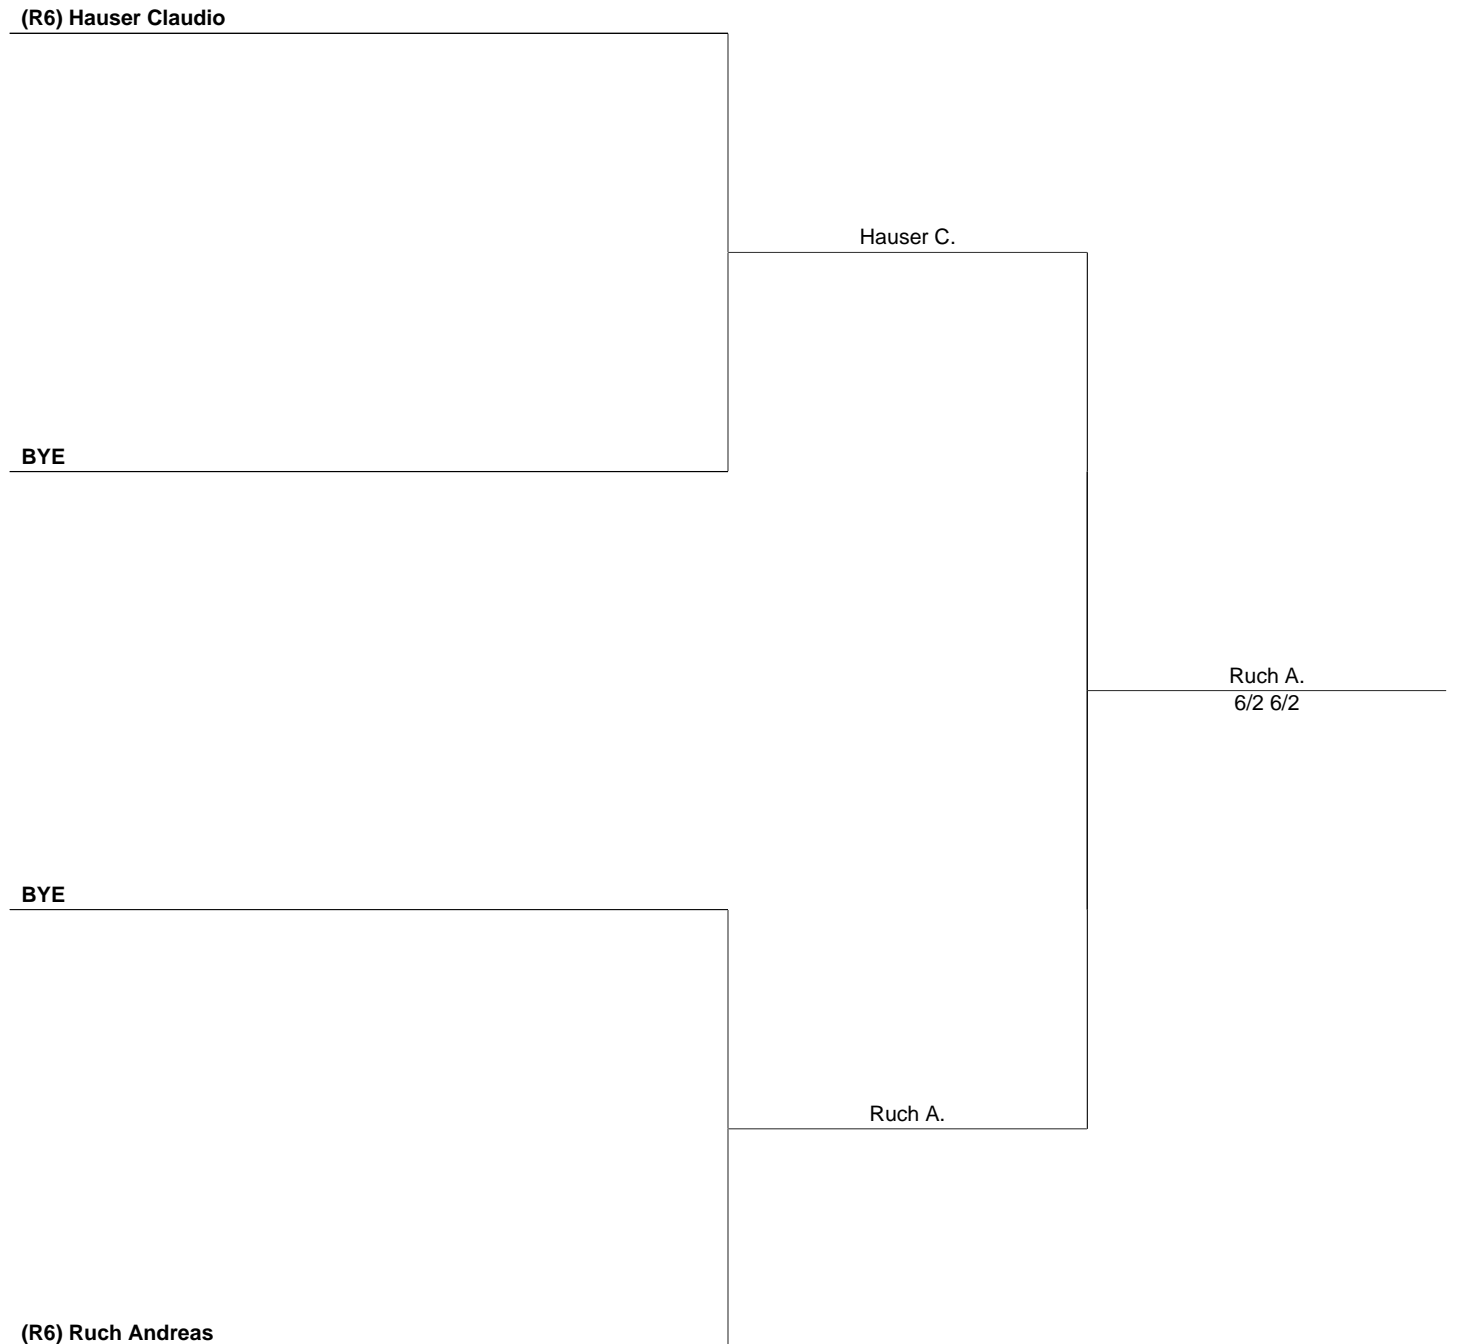 (R6) Hauser Claudio
Hauser C.
BYE
Ruch A.
6/2 6/2
BYE
Ruch A.
(R6) Ruch Andreas